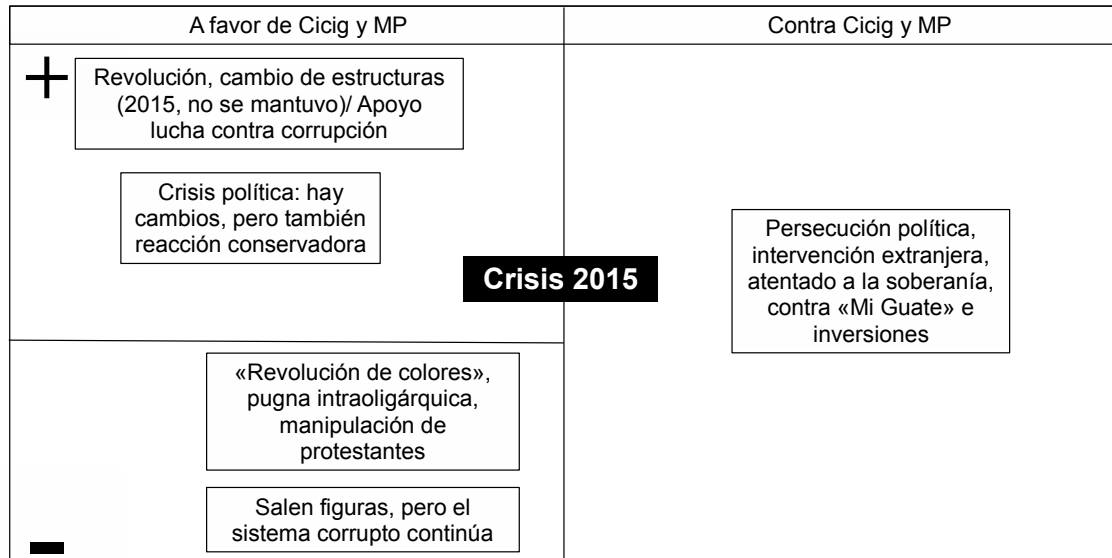 A favor de Cicig y MP
Contra Cicig y MP
+
Revolución, cambio de estructuras
(2015, no se mantuvo)/ Apoyo
lucha contra corrupción
Crisis política: hay
cambios, pero también
reacción conservadora
Crisis 2015
Persecución política,
intervención extranjera,
atentado a la soberanía,
contra «Mi Guate» e
inversiones
«Revolución de colores»,
pugna intraoligárquica,
manipulación de
protestantes
Salen figuras, pero el
sistema corrupto continúa
-